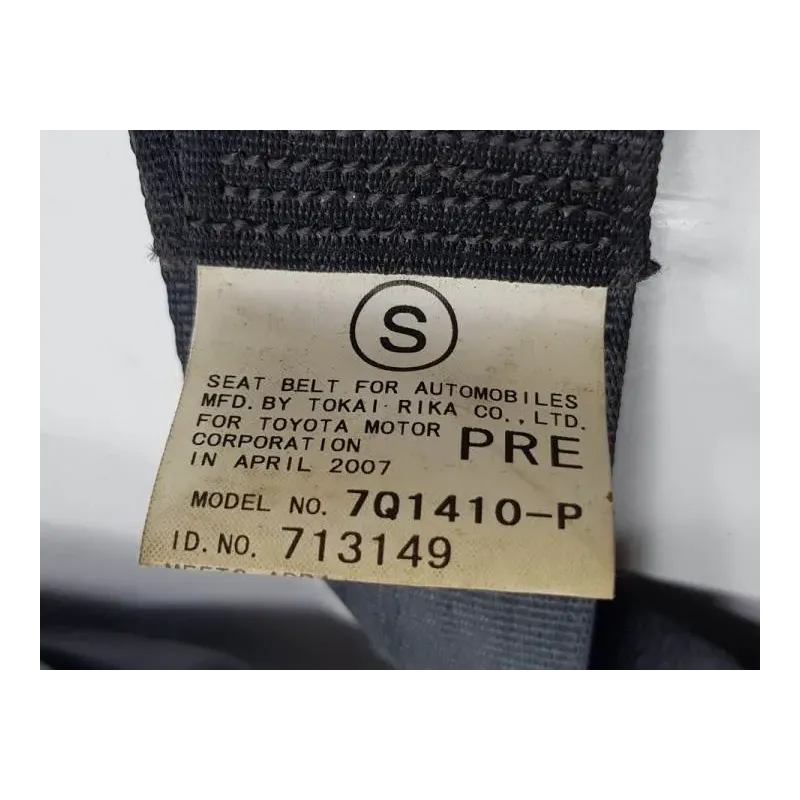 S
SEAT BELT FOR AUTOMOBILES
MFD. BY TOKAI RIKA CO., LTD.
FOR TOYOTA MOTOR
CORPORATION PRE
IN APRIL 2007
MODEL NO. 7Q1410-P
I D. NO. 713149